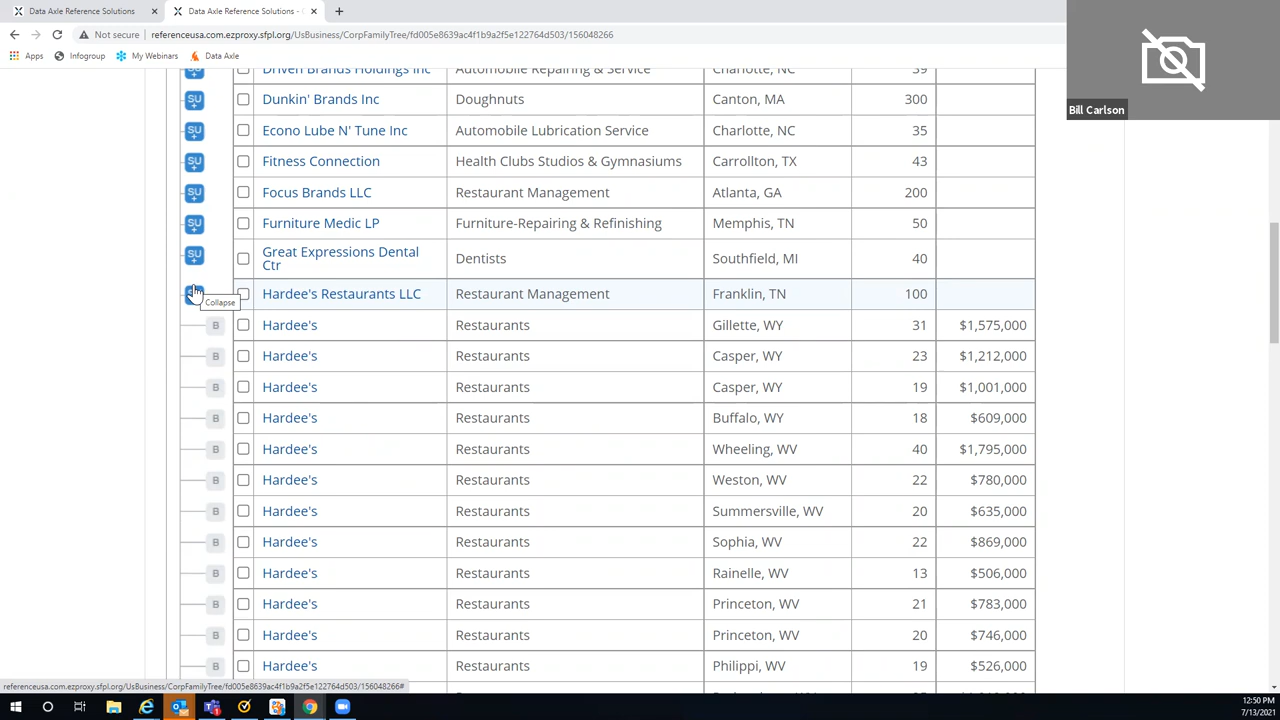 Data Axle Reference Solutions
Data Axle Reference Solutions - C
Not secure
referenceusa.com.ezproxy.sfpl.org/UsBusiness/CorpFamilyTree/fd005e8639ac4f1b9a2f5e122764d503/156048266
Apps Infogroup My Webinars Data Axle
Bill Carlson
SU Driven Brands Holdings Inc Automobile Repairing & Service Charlotte, NC 39
SU + Dunkin' Brands Inc Doughnuts Canton, MA 300
SU + Econo Lube N' Tune Inc Automobile Lubrication Service Charlotte, NC 35
SU + Fitness Connection Health Clubs Studios & Gymnasiums Carrollton, TX 43
SU + Focus Brands LLC Restaurant Management Atlanta, GA 200
SU + Furniture Medic LP Furniture-Repairing & Refinishing Memphis, TN 50
SU + Great Expressions Dental Ctr Dentists Southfield, MI 40
Hardee's Restaurants LLC Restaurant Management Franklin, TN 100
Collapse
B Hardee's Restaurants Gillette, WY 31 $1,575,000
B Hardee's Restaurants Casper, WY 23 $1,212,000
B Hardee's Restaurants Casper, WY 19 $1,001,000
B Hardee's Restaurants Buffalo, WY 18 $609,000
B Hardee's Restaurants Wheeling, WV 40 $1,795,000
B Hardee's Restaurants Weston, WV 22 $780,000
B Hardee's Restaurants Summersville, WV 20 $635,000
B Hardee's Restaurants Sophia, WV 22 $869,000
B Hardee's Restaurants Rainelle, WV 13 $506,000
B Hardee's Restaurants Princeton, WV 21 $783,000
B Hardee's Restaurants Princeton, WV 20 $746,000
B Hardee's Restaurants Philippi, WV 19 $526,000
referenceusa.com.ezproxy.sfpl.org/UsBusiness/CorpFamilyTree/fd005e8639ac4f1b9a2f5e122764d503/156048266#
12:50 PM
7/13/2021